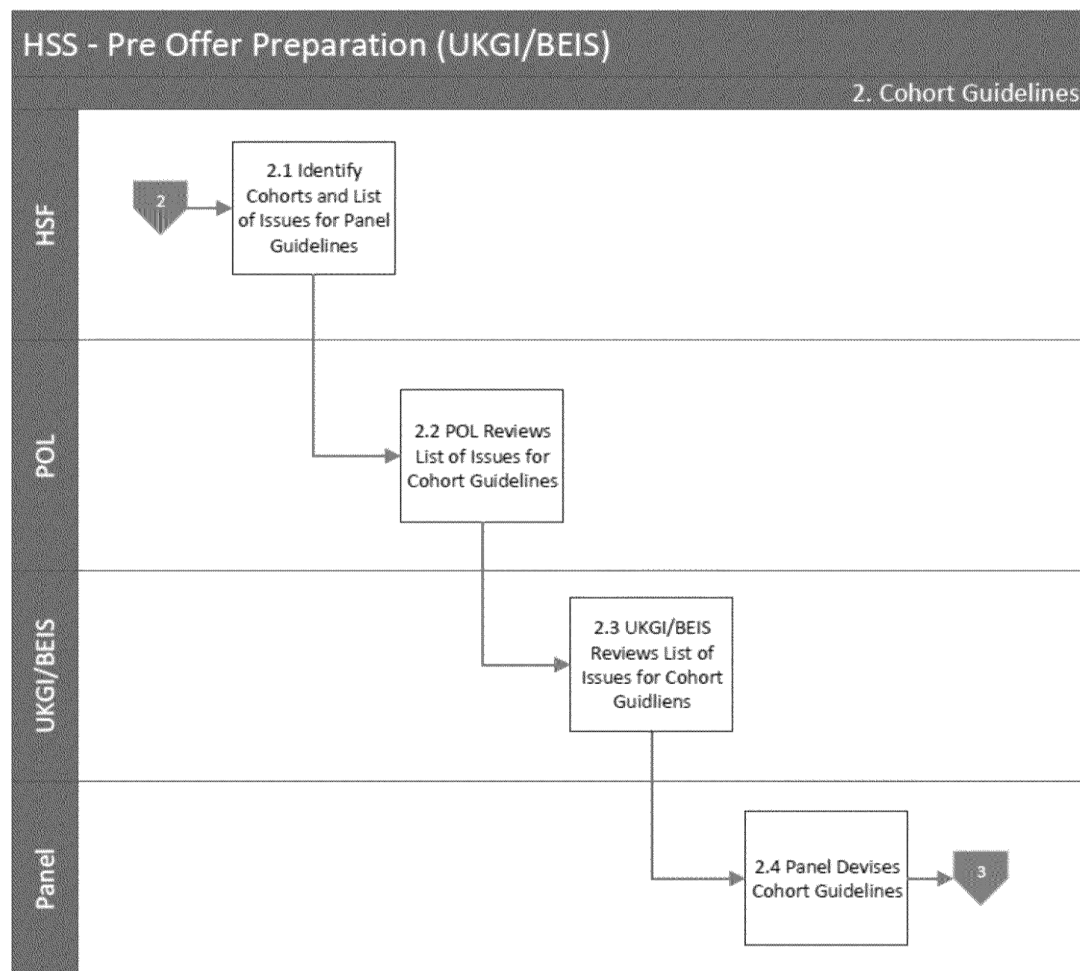 HSS - Pre Offer Preparation (UKGI/BEIS)
2. Cohort Guidelines
HSF
2
2.1 Identify
Cohorts and List
of Issues for Panel
Guidelines
POL
2.2 POL Reviews
List of Issues for
Cohort Guidelines
UKGI/BEIS
2.3 UKGI/BEIS
Reviews List of
Issues for Cohort
Guidliens
Panel
2.4 Panel Devises
Cohort Guidelines
3